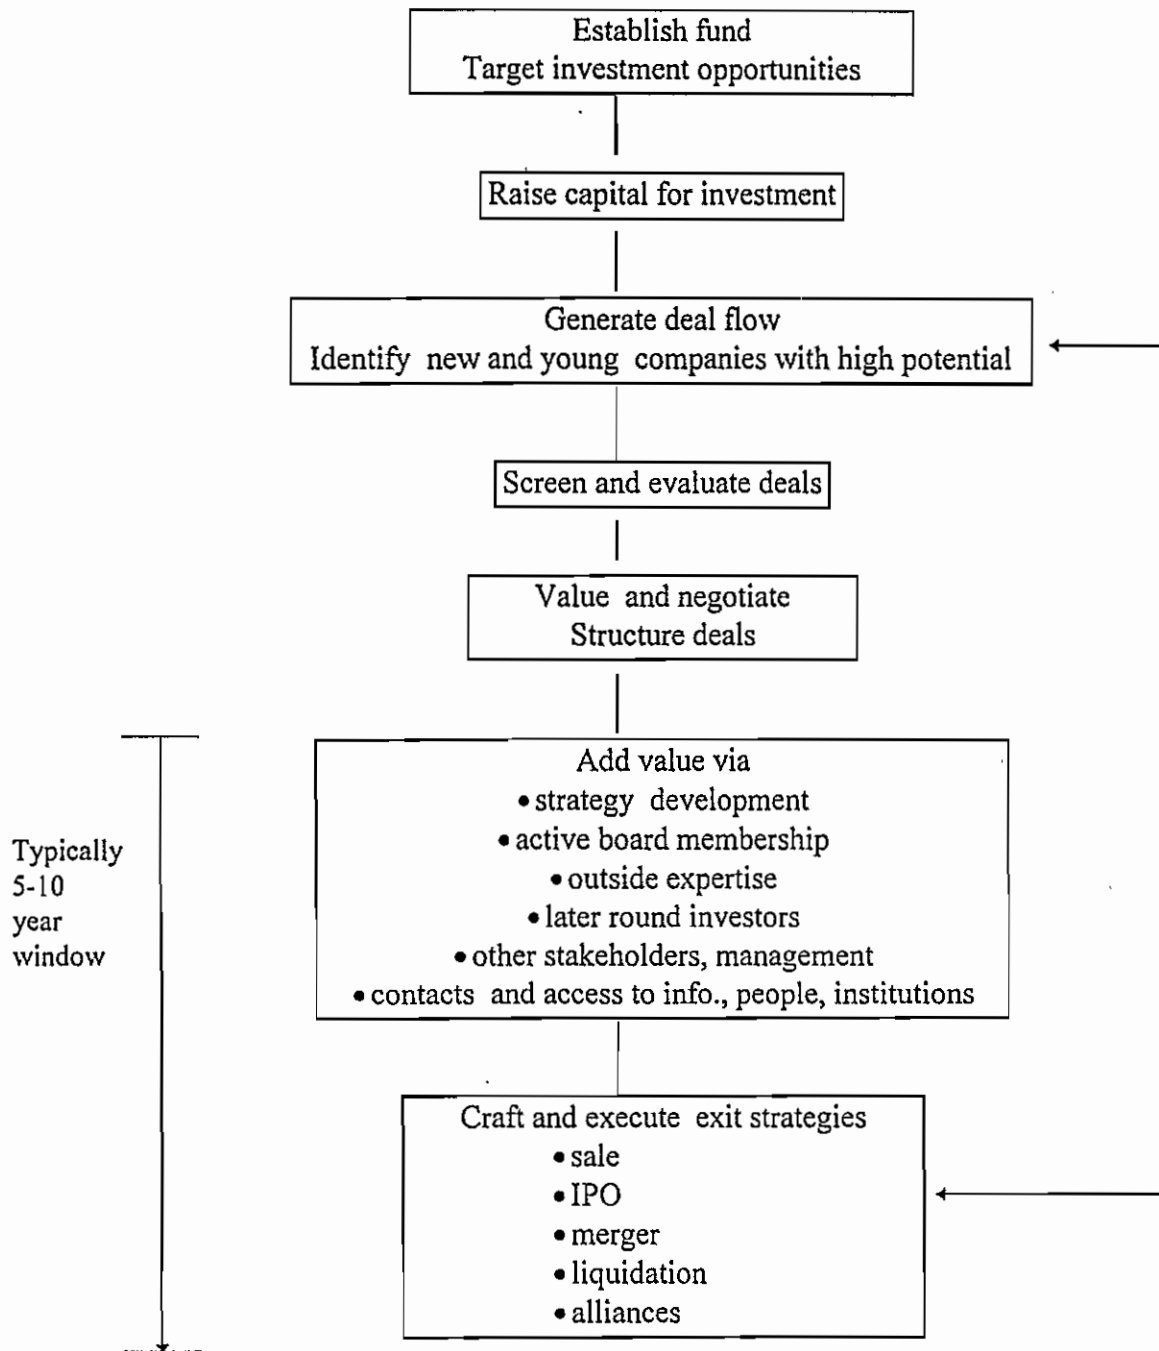 Establish fund
Target investment opportunities
Raise capital for investment
Generate deal flow
Identify new and young companies with high potential
Screen and evaluate deals
Value and negotiate
Structure deals
Add value via
• strategy development
• active board membership
• outside expertise
• later round investors
• other stakeholders, management
• contacts and access to info., people, institutions
Typically
5-10
year
window
Craft and execute exit strategies
• sale
• IPO
• merger
• liquidation
• alliances